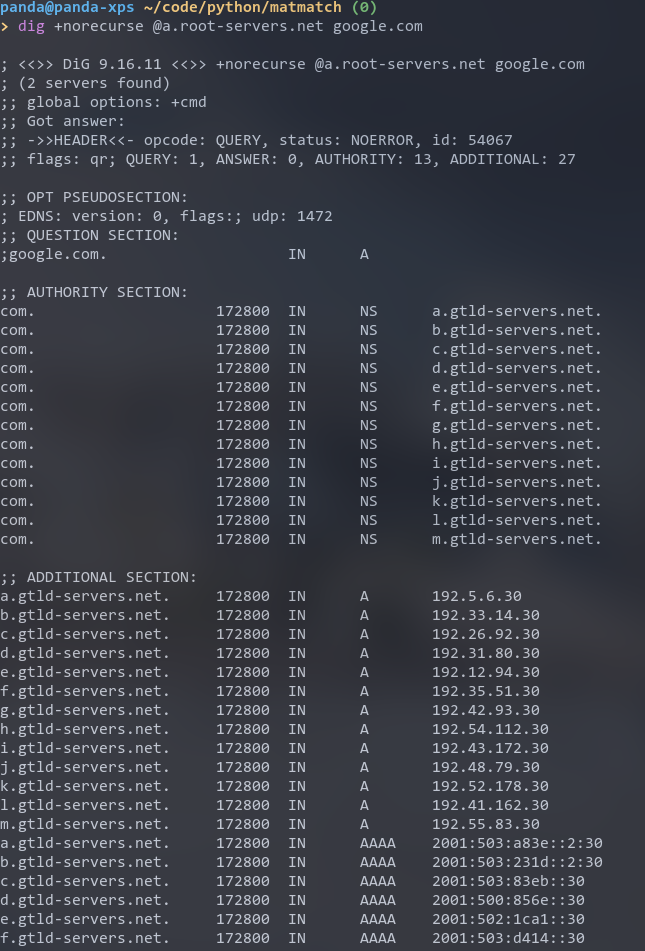 panda@panda-xps ~/code/python/matmatch (0)
> dig +norecurse @a.root-servers.net google.com
; <<>> DiG 9.16.11 <<>> +norecurse @a.root-servers.net google.com
; (2 servers found)
;; global options: +cmd
;; Got answer:
;; ->>HEADER<<- opcode: QUERY, status: NOERROR, id: 54067
;; flags: qr; QUERY: 1, ANSWER: 0, AUTHORITY: 13, ADDITIONAL: 27
;; OPT PSEUDOSECTION:
; EDNS: version: 0, flags:; udp: 1472
;; QUESTION SECTION:
;google.com. IN A
;; AUTHORITY SECTION:
com. 172800 IN NS a.gtld-servers.net.
com. 172800 IN NS b.gtld-servers.net.
com. 172800 IN NS c.gtld-servers.net.
com. 172800 IN NS d.gtld-servers.net.
com. 172800 IN NS e.gtld-servers.net.
com. 172800 IN NS f.gtld-servers.net.
com. 172800 IN NS g.gtld-servers.net.
com. 172800 IN NS h.gtld-servers.net.
com. 172800 IN NS i.gtld-servers.net.
com. 172800 IN NS j.gtld-servers.net.
com. 172800 IN NS k.gtld-servers.net.
com. 172800 IN NS l.gtld-servers.net.
com. 172800 IN NS m.gtld-servers.net.
;; ADDITIONAL SECTION:
a.gtld-servers.net. 172800 IN A 192.5.6.30
b.gtld-servers.net. 172800 IN A 192.33.14.30
c.gtld-servers.net. 172800 IN A 192.26.92.30
d.gtld-servers.net. 172800 IN A 192.31.80.30
e.gtld-servers.net. 172800 IN A 192.12.94.30
f.gtld-servers.net. 172800 IN A 192.35.51.30
g.gtld-servers.net. 172800 IN A 192.42.93.30
h.gtld-servers.net. 172800 IN A 192.54.112.30
i.gtld-servers.net. 172800 IN A 192.43.172.30
j.gtld-servers.net. 172800 IN A 192.48.79.30
k.gtld-servers.net. 172800 IN A 192.52.178.30
l.gtld-servers.net. 172800 IN A 192.41.162.30
m.gtld-servers.net. 172800 IN A 192.55.83.30
a.gtld-servers.net. 172800 IN AAAA 2001:503:a83e::2:30
b.gtld-servers.net. 172800 IN AAAA 2001:503:231d::2:30
c.gtld-servers.net. 172800 IN AAAA 2001:503:83eb::30
d.gtld-servers.net. 172800 IN AAAA 2001:500:856e::30
e.gtld-servers.net. 172800 IN AAAA 2001:502:1ca1::30
f.gtld-servers.net. 172800 IN AAAA 2001:503:d414::30